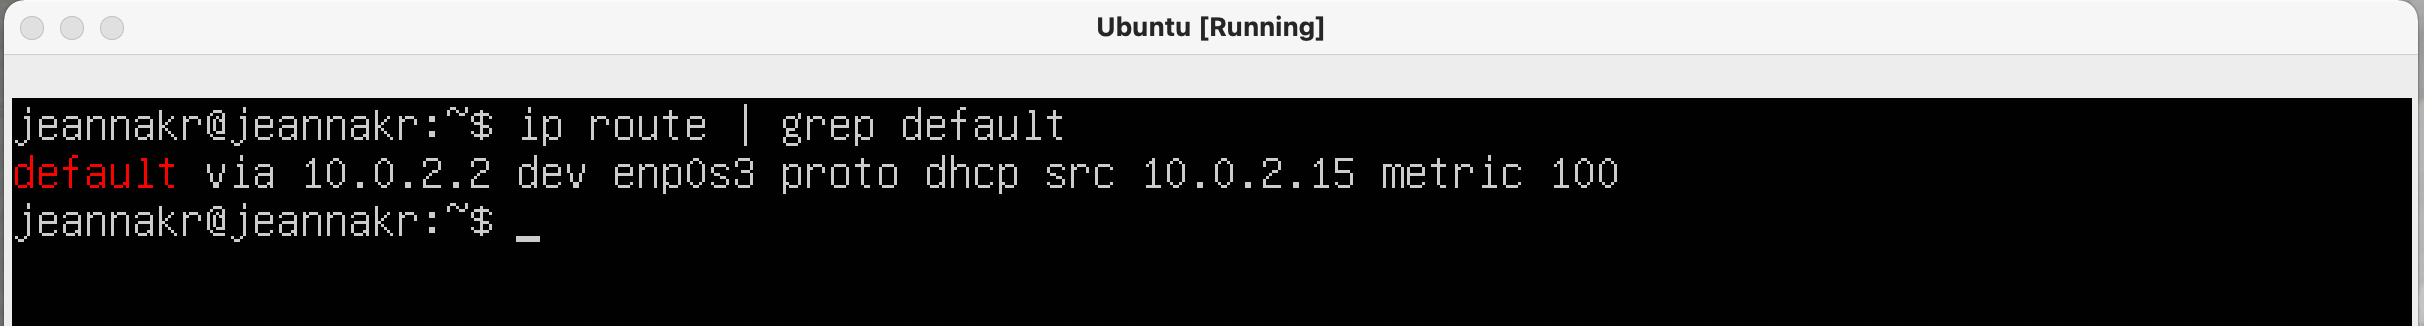 Ubuntu [Running]
jeannakr@jeannakr:~$ ip route | grep default
default via 10.0.2.2 dev enp0s3 proto dhcp src 10.0.2.15 metric 100
jeannakr@jeannakr:~$ _